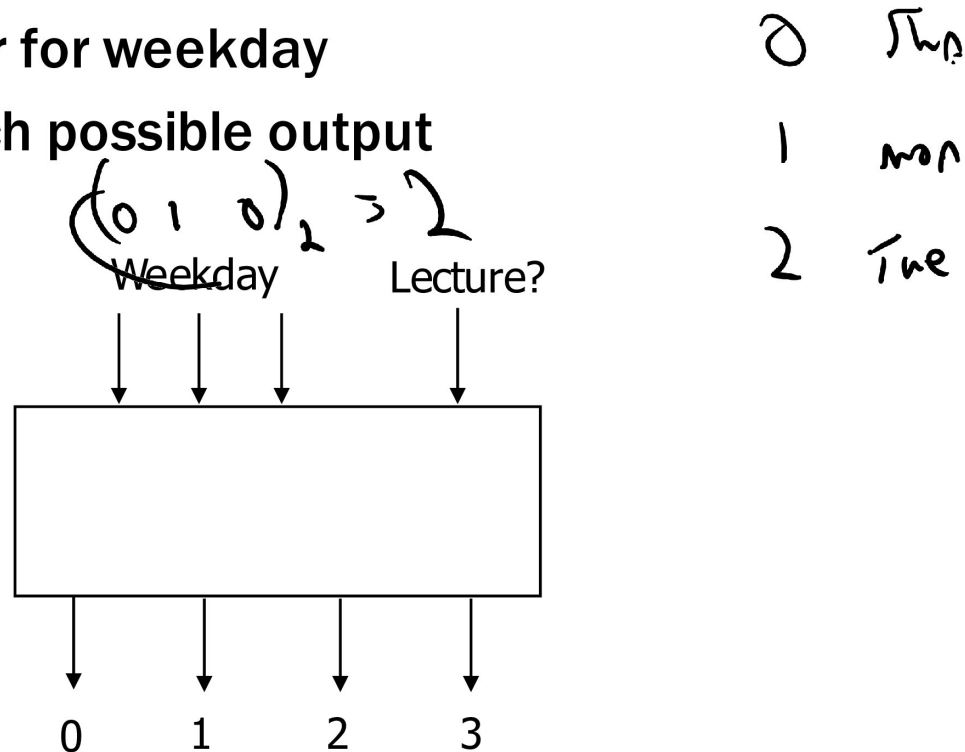 r for weekday
h possible output
(0 1 0)₂ = 2
Weekday Lecture?
0 1 2 3
0
1 mon
2 Tue